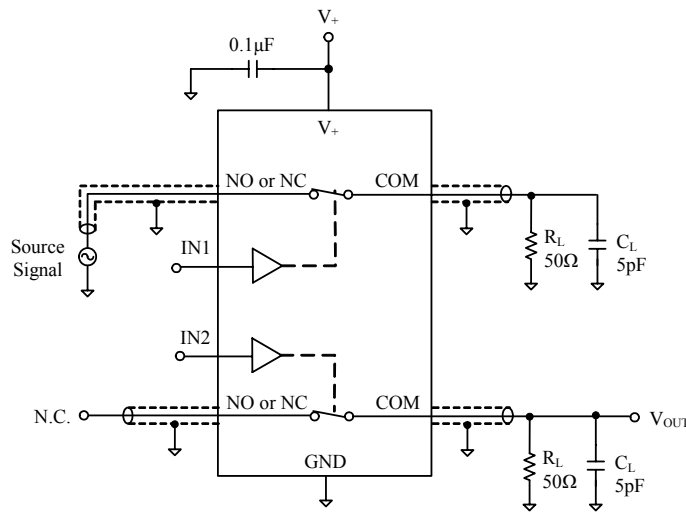 V+
0.1μF
V+
NO or NC
COM
Source
Signal
IN1
RL
50Ω
CL
5pF
IN2
N.C.
NO or NC
COM
VOUT
GND
RL
50Ω
CL
5pF